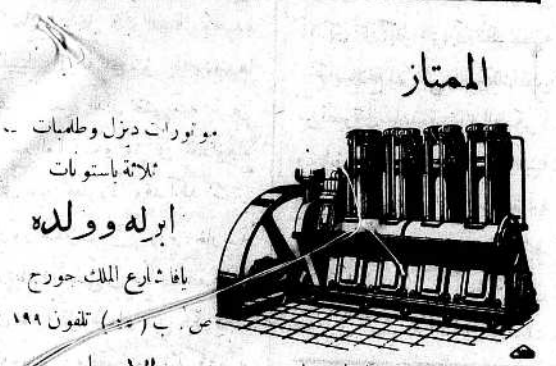 الممتاز
موتورات ديزل وطلمبات
ثلاثة باستونات
ابرله وولده
يافا شارع الملك جورج
ص. ب تلفون ١٩٩